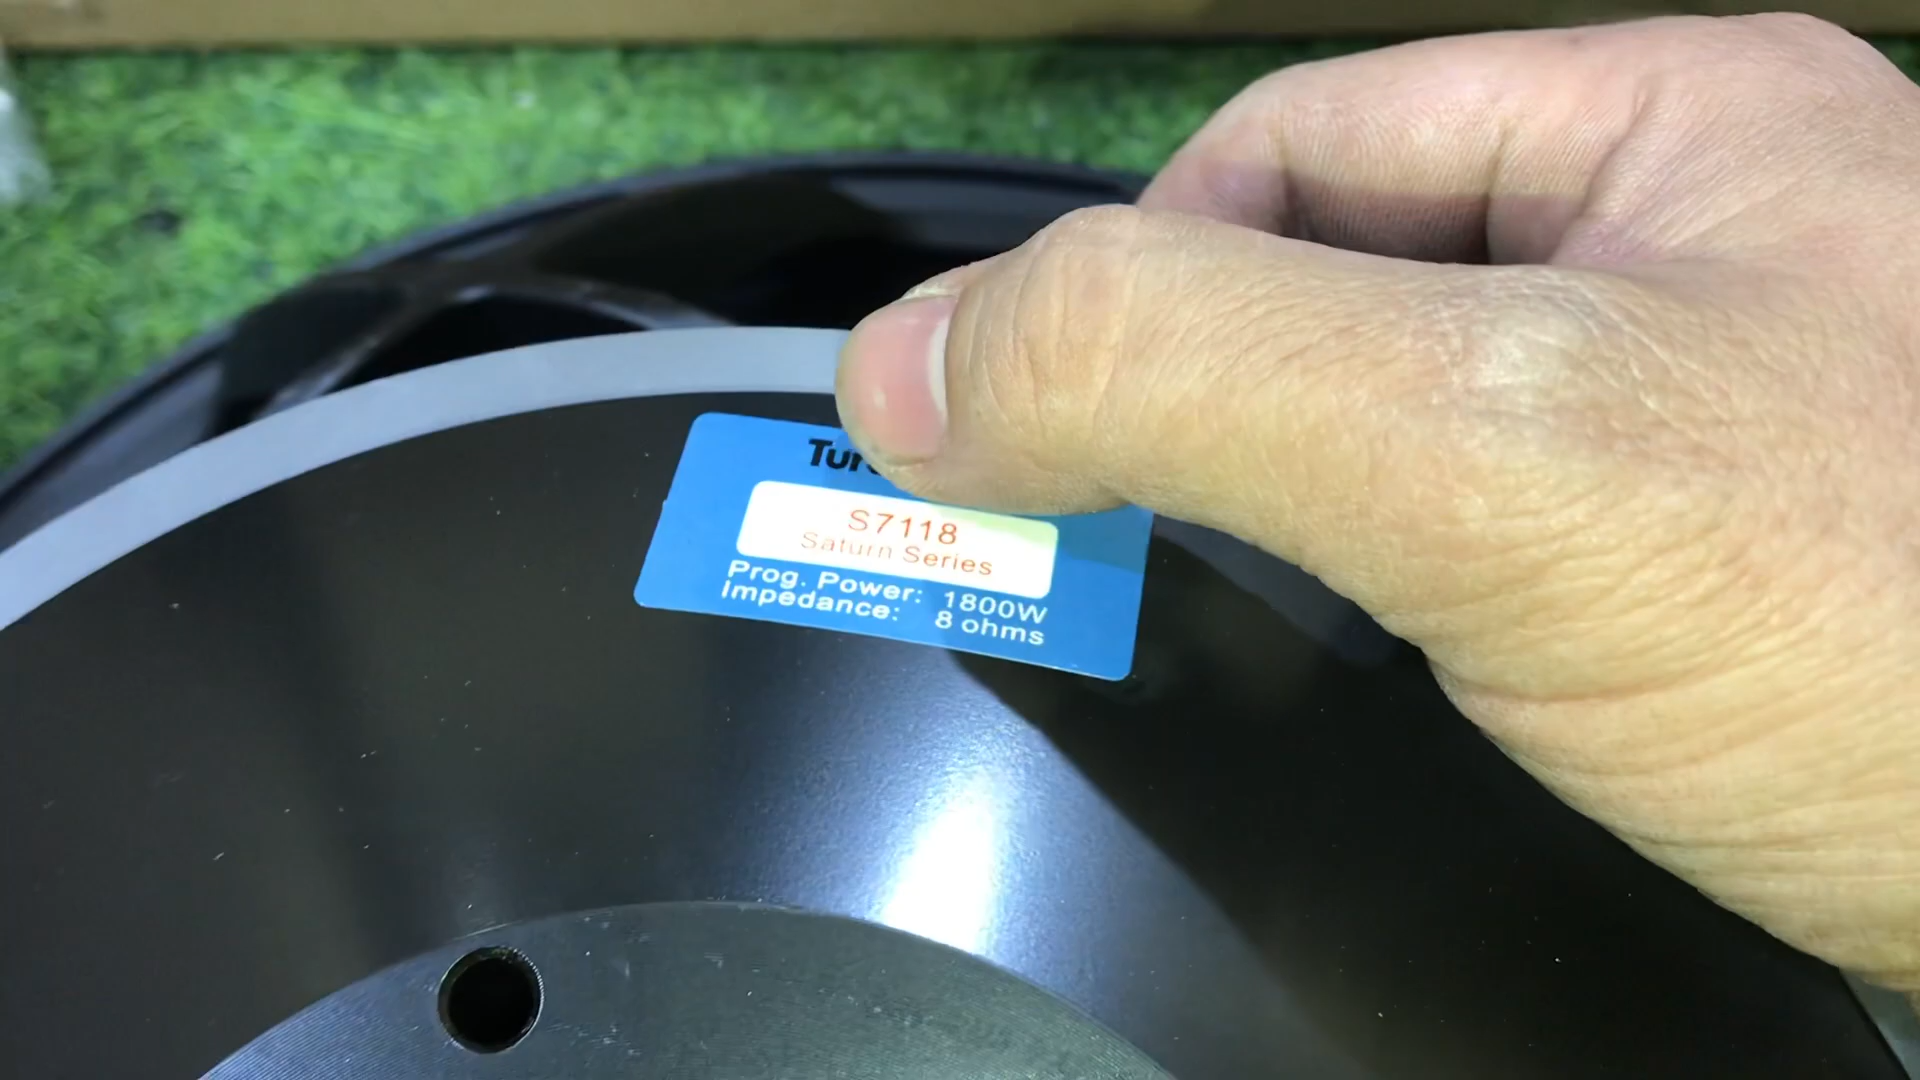 S7118
Saturn Series
Prog. Power: 1800W
Impedance: 8 ohms